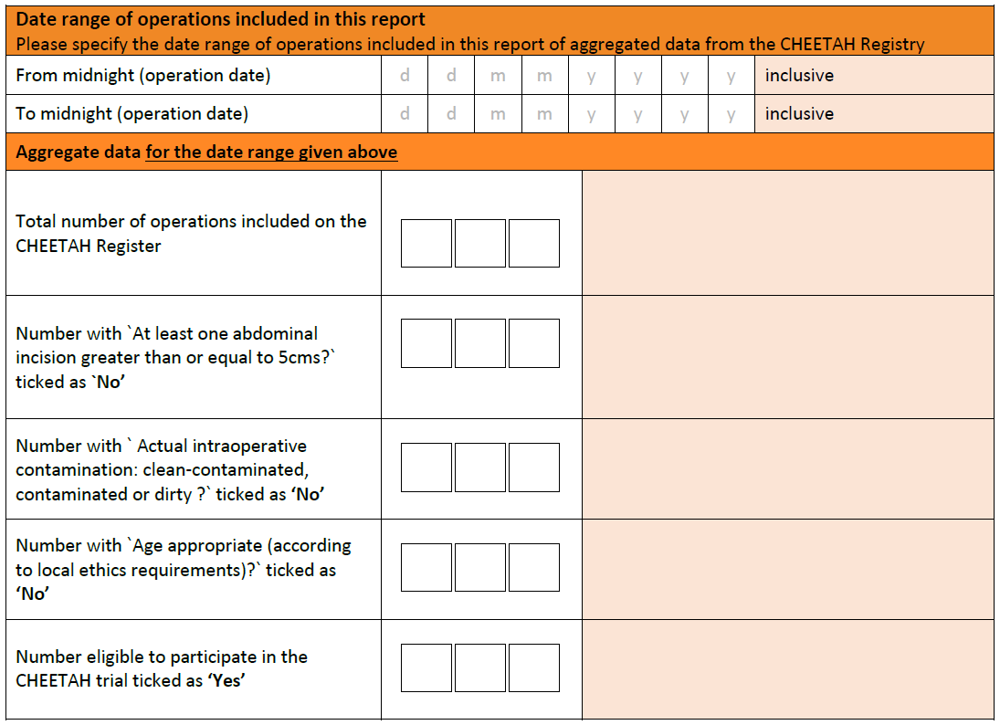 Date range of operations included in this report
Please specify the date range of operations included in this report of aggregated data from the CHEETAH Registry
From midnight (operation date) d d m m y y y y inclusive
To midnight (operation date) d d m m y y y y inclusive
Aggregate data for the date range given above
Total number of operations included on the
CHEETAH Register
Number with `At least one abdominal
incision greater than or equal to 5cms?`
ticked as `No’
Number with ` Actual intraoperative
contamination: clean-contaminated,
contaminated or dirty ?` ticked as ‘No’
Number with `Age appropriate (according
to local ethics requirements)?` ticked as
‘No’
Number eligible to participate in the
CHEETAH trial ticked as ‘Yes’